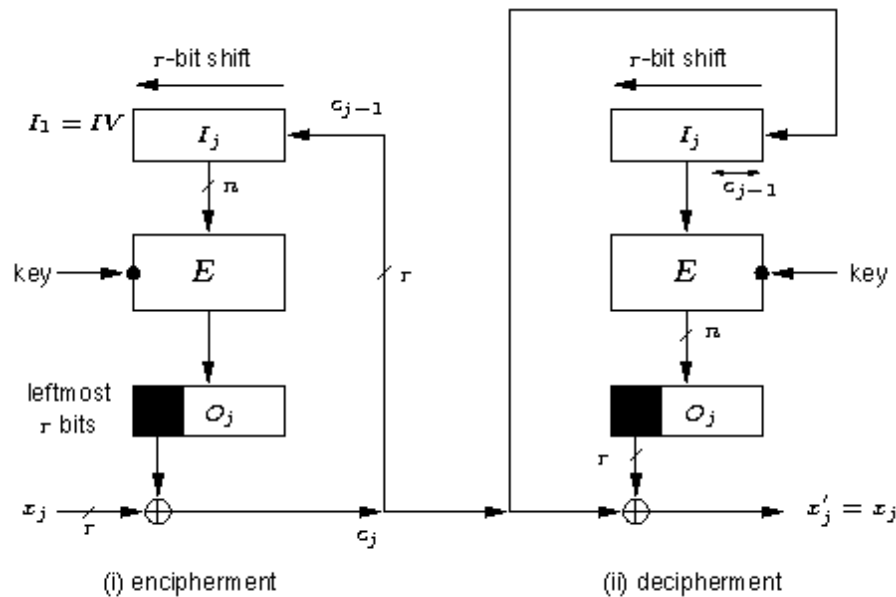 r-bit shift
c_{j−1}
I_1 = IV
I_j
n
key
E
r
leftmost
r bits
O_j
x_j
r
c_j
(i) encipherment
r-bit shift
I_j
c_{j−1}
E
key
n
O_j
r
x'_j = x_j
(ii) decipherment